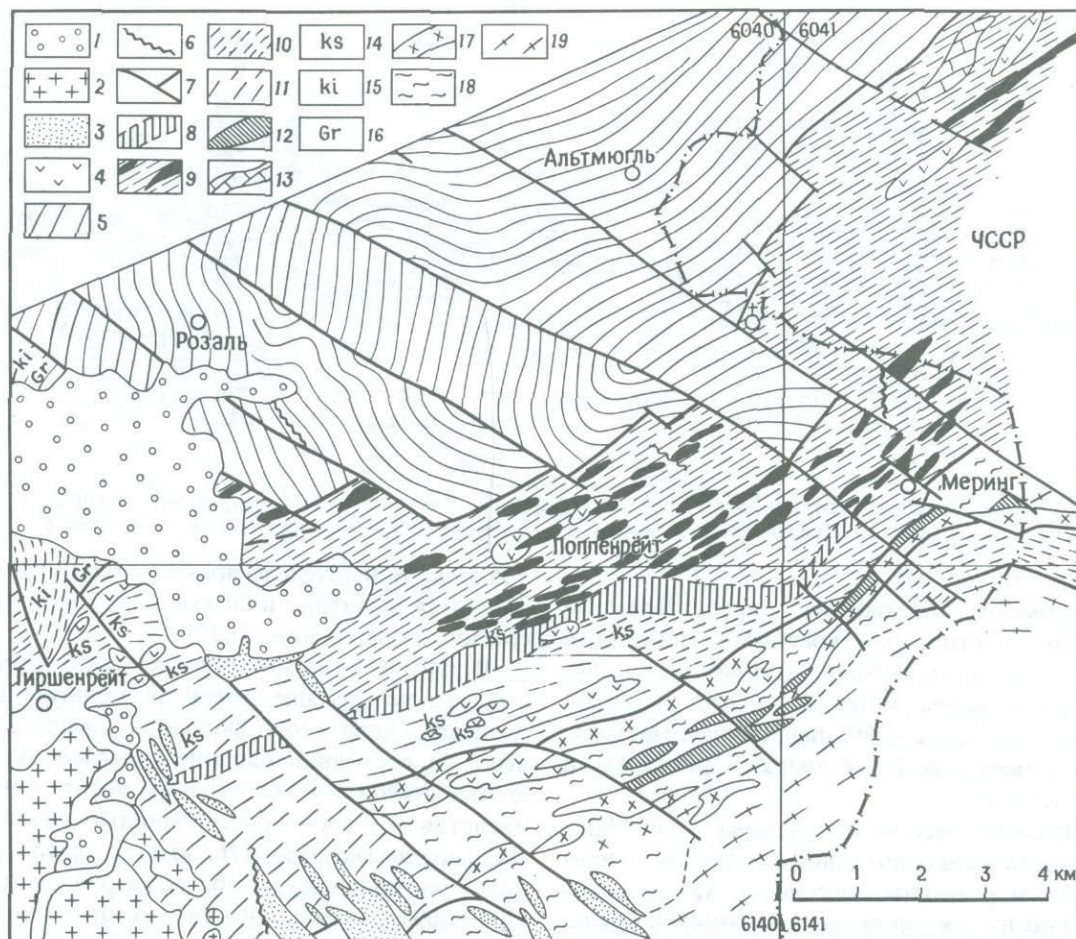 1 6 10 ks 14 17 19
2 7 11 ki 15 18
3 8 12 Gr 16
4 9 13
5
6040 6041
Альтмюгль
ЧССР
Розаль
ki
Gr
Меринг
Поппенрёйт
ks
ks
Gr
ki
ks
ks
ks
Тиршенрёйт
ks
ks
ks
0 1 2 3 4 км
6140 6141